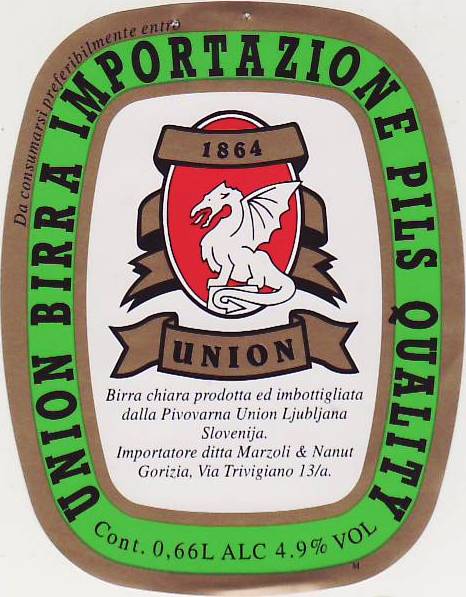 Da consumarsi preferibilmente entro
UNION BIRRA IMPORTAZIONE PILS QUALITY
1864
UNION
Birra chiara prodotta ed imbottigliata
dalla Pivovarna Union Ljubljana
Slovenija.
Importatore ditta Marzoli & Nanut
Gorizia, Via Trivigiano 13/a.
Cont. 0,66L ALC 4.9% VOL
M